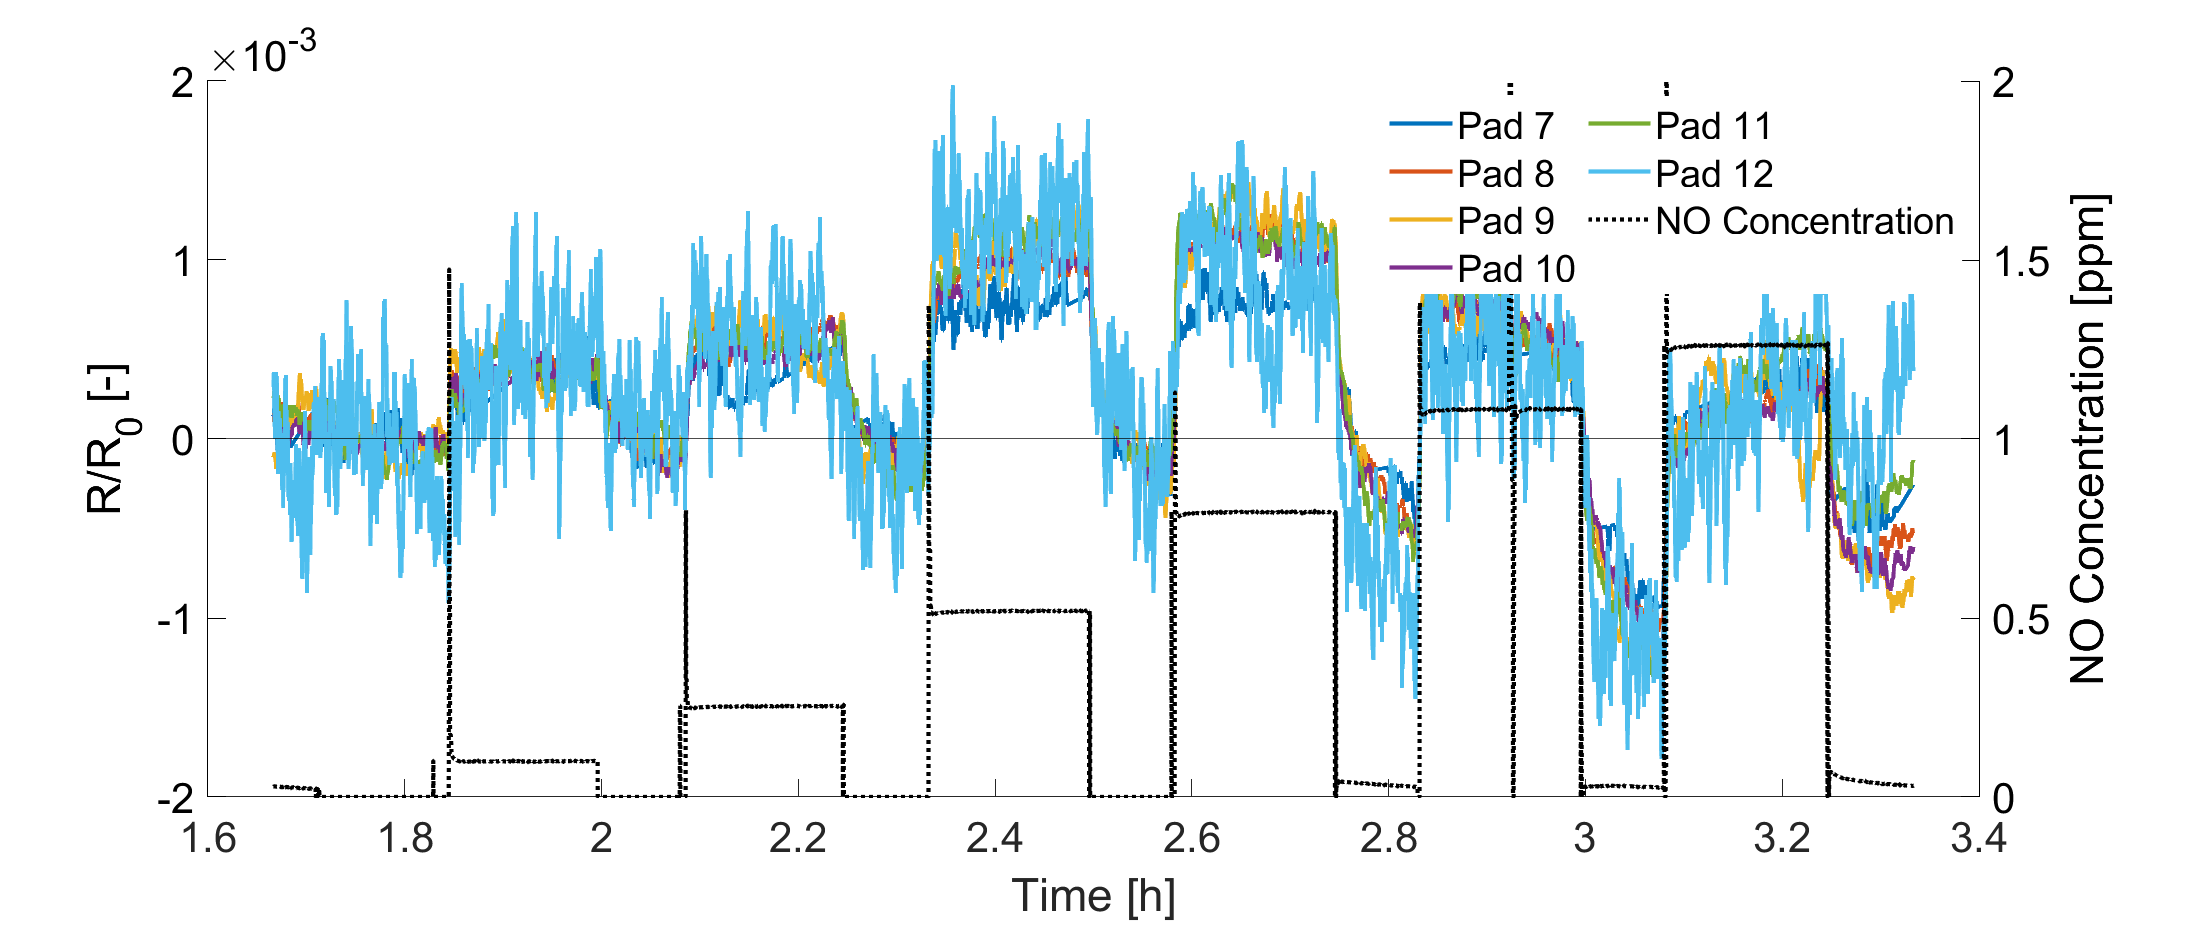 ×10-3
2
1
0
-1
-2
R/R0 [-]
1.6 1.8 2 2.2 2.4 2.6 2.8 3 3.2 3.4
Time [h]
2
1.5
1
0.5
0
NO Concentration [ppm]
Pad 7 Pad 11
Pad 8 Pad 12
Pad 9 NO Concentration
Pad 10